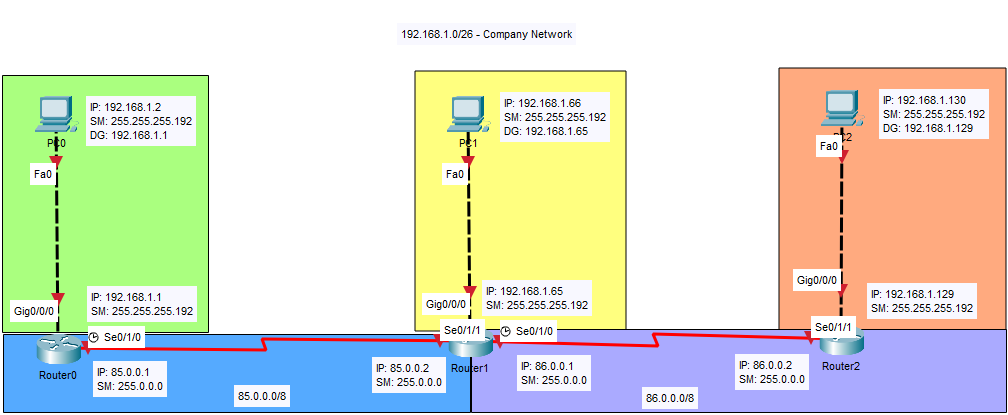 192.168.1.0/26 - Company Network
IP: 192.168.1.2
SM: 255.255.255.192
DG: 192.168.1.1
PC0
Fa0
Gig0/0/0
IP: 192.168.1.1
SM: 255.255.255.192
Se0/1/0
Router0
IP: 85.0.0.1
SM: 255.0.0.0
85.0.0.0/8
IP: 192.168.1.66
SM: 255.255.255.192
DG: 192.168.1.65
PC1
Fa0
Gig0/0/0
IP: 192.168.1.65
SM: 255.255.255.192
Se0/1/1
Se0/1/0
Router1
IP: 85.0.0.2
SM: 255.0.0.0
IP: 86.0.0.1
SM: 255.0.0.0
86.0.0.0/8
IP: 192.168.1.130
SM: 255.255.255.192
DG: 192.168.1.129
PC2
Fa0
Gig0/0/0
IP: 192.168.1.129
SM: 255.255.255.192
Se0/1/1
Router2
IP: 86.0.0.2
SM: 255.0.0.0